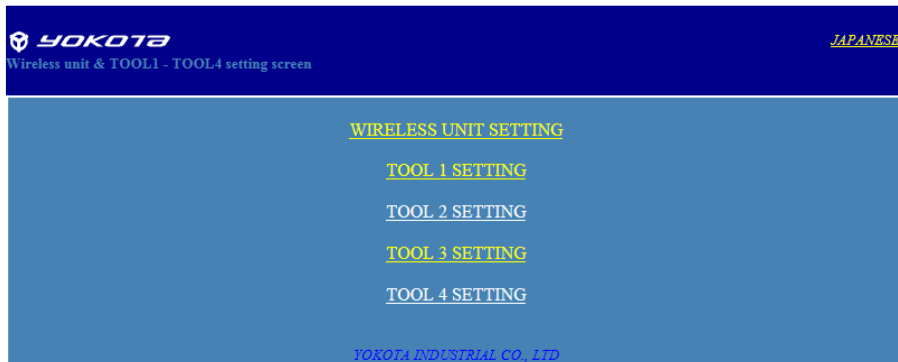 YOKOTA
JAPANESE
Wireless unit & TOOL1 - TOOL4 setting screen
WIRELESS UNIT SETTING
TOOL 1 SETTING
TOOL 2 SETTING
TOOL 3 SETTING
TOOL 4 SETTING
YOKOTA INDUSTRIAL CO., LTD